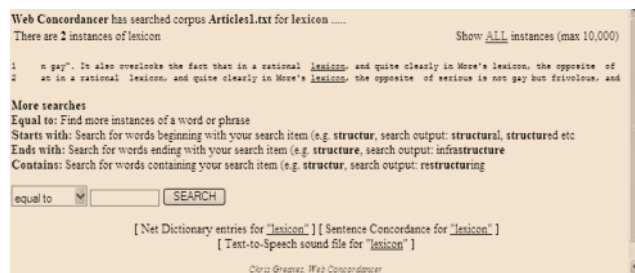 Web Concordancer has searched corpus Articles1.txt for lexicon .....
There are 2 instances of lexicon Show ALL instances (max 10,000)
1 n gay". It also overlooks the fact that in a rational lexicon, and quite clearly in More's lexicon, the opposite of
2 at in a rational lexicon, and quite clearly in More's lexicon, the opposite of serious is not gay but frivolous, and
More searches
Equal to: Find more instances of a word or phrase
Starts with: Search for words beginning with your search item (e.g. structur, search output: structural, structured etc
Ends with: Search for words ending with your search item (e.g. structure, search output: infrastructure
Contains: Search for words containing your search item (e.g. structur, search output: restructuring
equal to SEARCH
[ Net Dictionary entries for "lexicon" ] [ Sentence Concordance for "lexicon" ]
[ Text-to-Speech sound file for "lexicon" ]
Chris Greaves, Web Concordancer